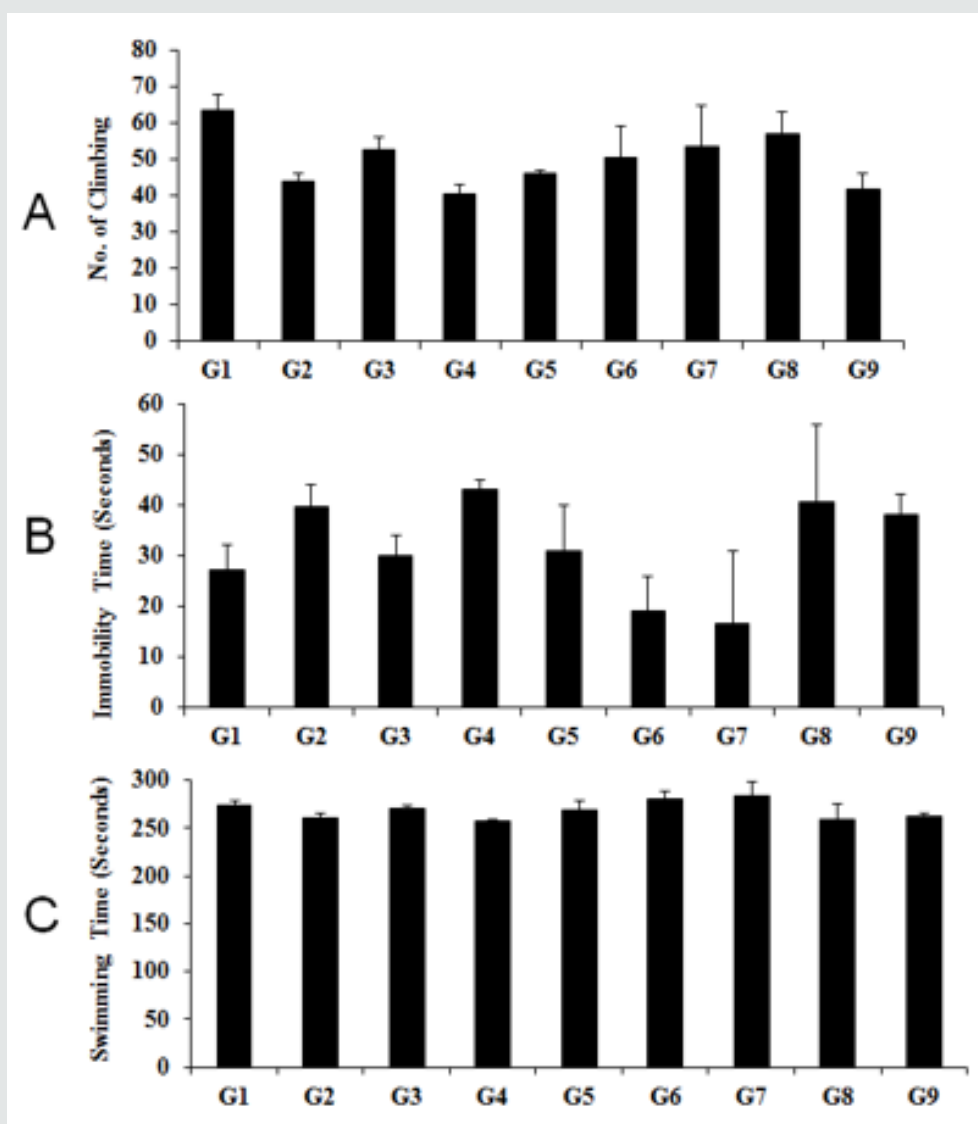 A
No. of Climbing
80
70
60
50
40
30
20
10
0
G1 G2 G3 G4 G5 G6 G7 G8 G9
B
Immobility Time (Seconds)
60
50
40
30
20
10
0
G1 G2 G3 G4 G5 G6 G7 G8 G9
C
Swimming Time (Seconds)
300
250
200
150
100
50
0
G1 G2 G3 G4 G5 G6 G7 G8 G9